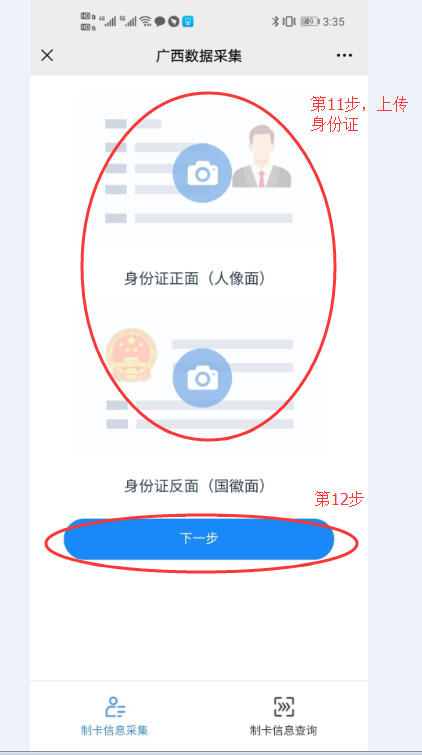 3:35
广西数据采集
第11步，上传
身份证
身份证正面（人像面）
身份证反面（国徽面）
第12步
下一步
制卡信息采集
制卡信息查询